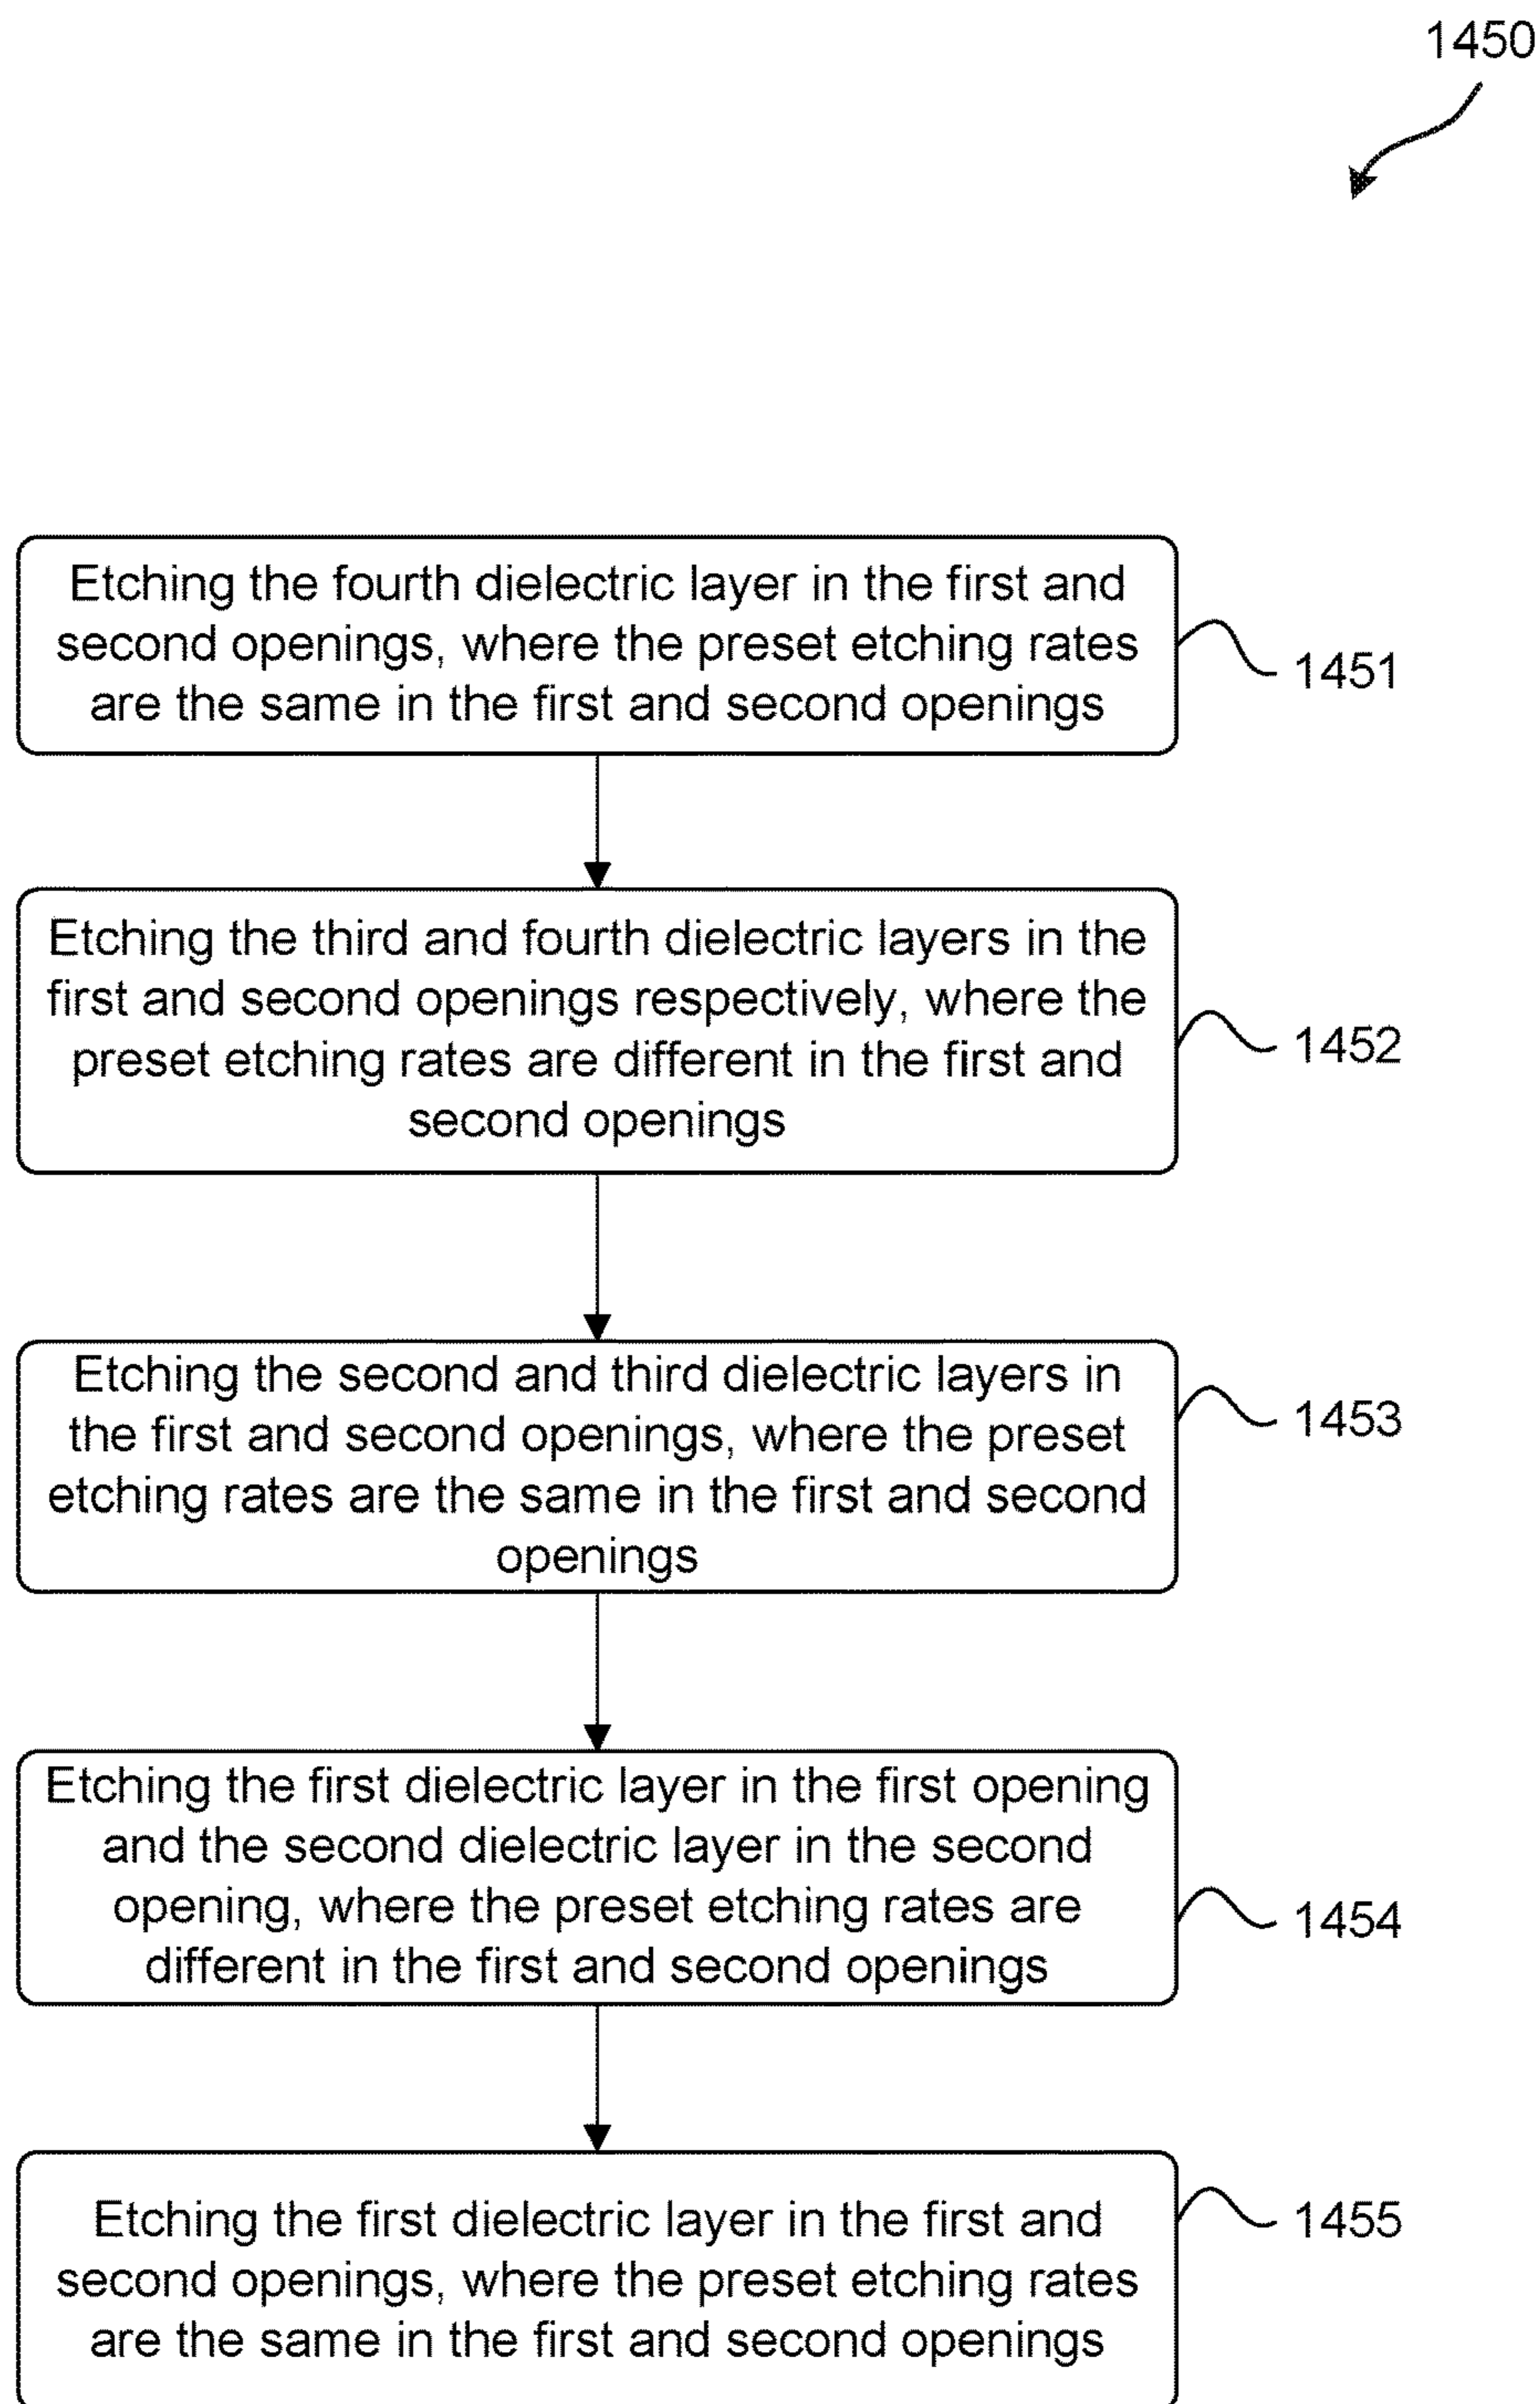 1450
Etching the fourth dielectric layer in the first and
second openings, where the preset etching rates
are the same in the first and second openings
1451
Etching the third and fourth dielectric layers in the
first and second openings respectively, where the
preset etching rates are different in the first and
second openings
1452
Etching the second and third dielectric layers in
the first and second openings, where the preset
etching rates are the same in the first and second
openings
1453
Etching the first dielectric layer in the first opening
and the second dielectric layer in the second
opening, where the preset etching rates are
different in the first and second openings
1454
Etching the first dielectric layer in the first and
second openings, where the preset etching rates
are the same in the first and second openings
1455